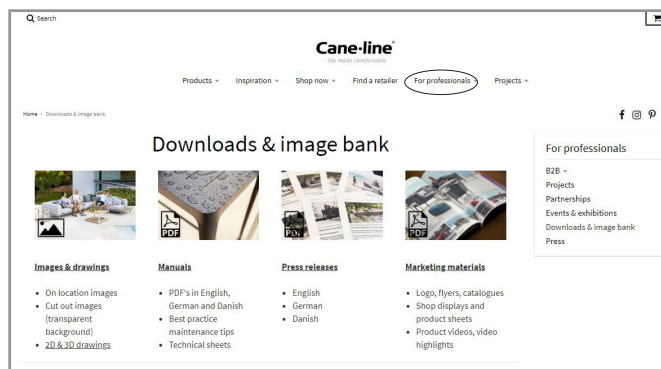 Search
Cane-line®
- life made comfortable
Products
Inspiration
Shop now
Find a retailer
For professionals
Projects
Home › Downloads & image bank
Downloads & image bank
PDF
PDF
PDF
Images & drawings
• On location images
• Cut out images
(transparent
background)
• 2D & 3D drawings
Manuals
• PDF's in English,
German and Danish
• Best practice
maintenance tips
• Technical sheets
Press releases
• English
• German
• Danish
Marketing materials
• Logo, flyers, catalogues
• Shop displays and
product sheets
• Product videos, video
highlights
For professionals
B2B
Projects
Partnerships
Events & exhibitions
Downloads & image bank
Press